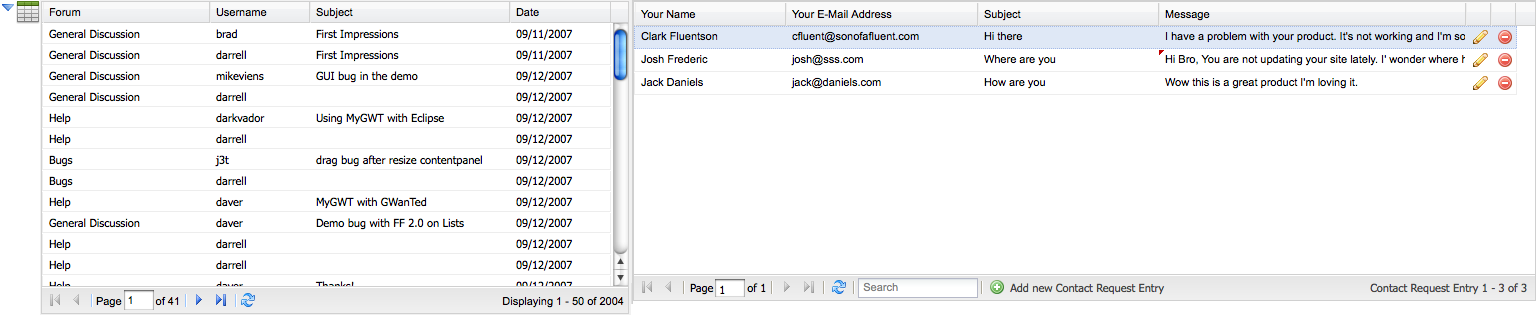 Forum Username Subject Date
General Discussion brad First Impressions 09/11/2007
General Discussion darrell First Impressions 09/11/2007
General Discussion mikeviens GUI bug in the demo 09/12/2007
General Discussion darrell 09/12/2007
Help darkvador Using MyGWT with Eclipse 09/12/2007
Help darrell 09/12/2007
Bugs j3t drag bug after resize contentpanel 09/12/2007
Bugs darrell 09/12/2007
Help daver MyGWT with GWanTed 09/12/2007
General Discussion daver Demo bug with FF 2.0 on Lists 09/12/2007
Help darrell 09/12/2007
Help darrell 09/12/2007
Help daver Thanks! 09/12/2007
Page 1 of 41 Displaying 1 - 50 of 2004
Your Name Your E-Mail Address Subject Message
Clark Fluentson cfluent@sonofafluent.com Hi there I have a problem with your product. It's not working and I'm so
Josh Frederic josh@sss.com Where are you Hi Bro, You are not updating your site lately. I' wonder where h
Jack Daniels jack@daniels.com How are you Wow this is a great product I'm loving it.
Page 1 of 1 Search Add new Contact Request Entry Contact Request Entry 1 - 3 of 3